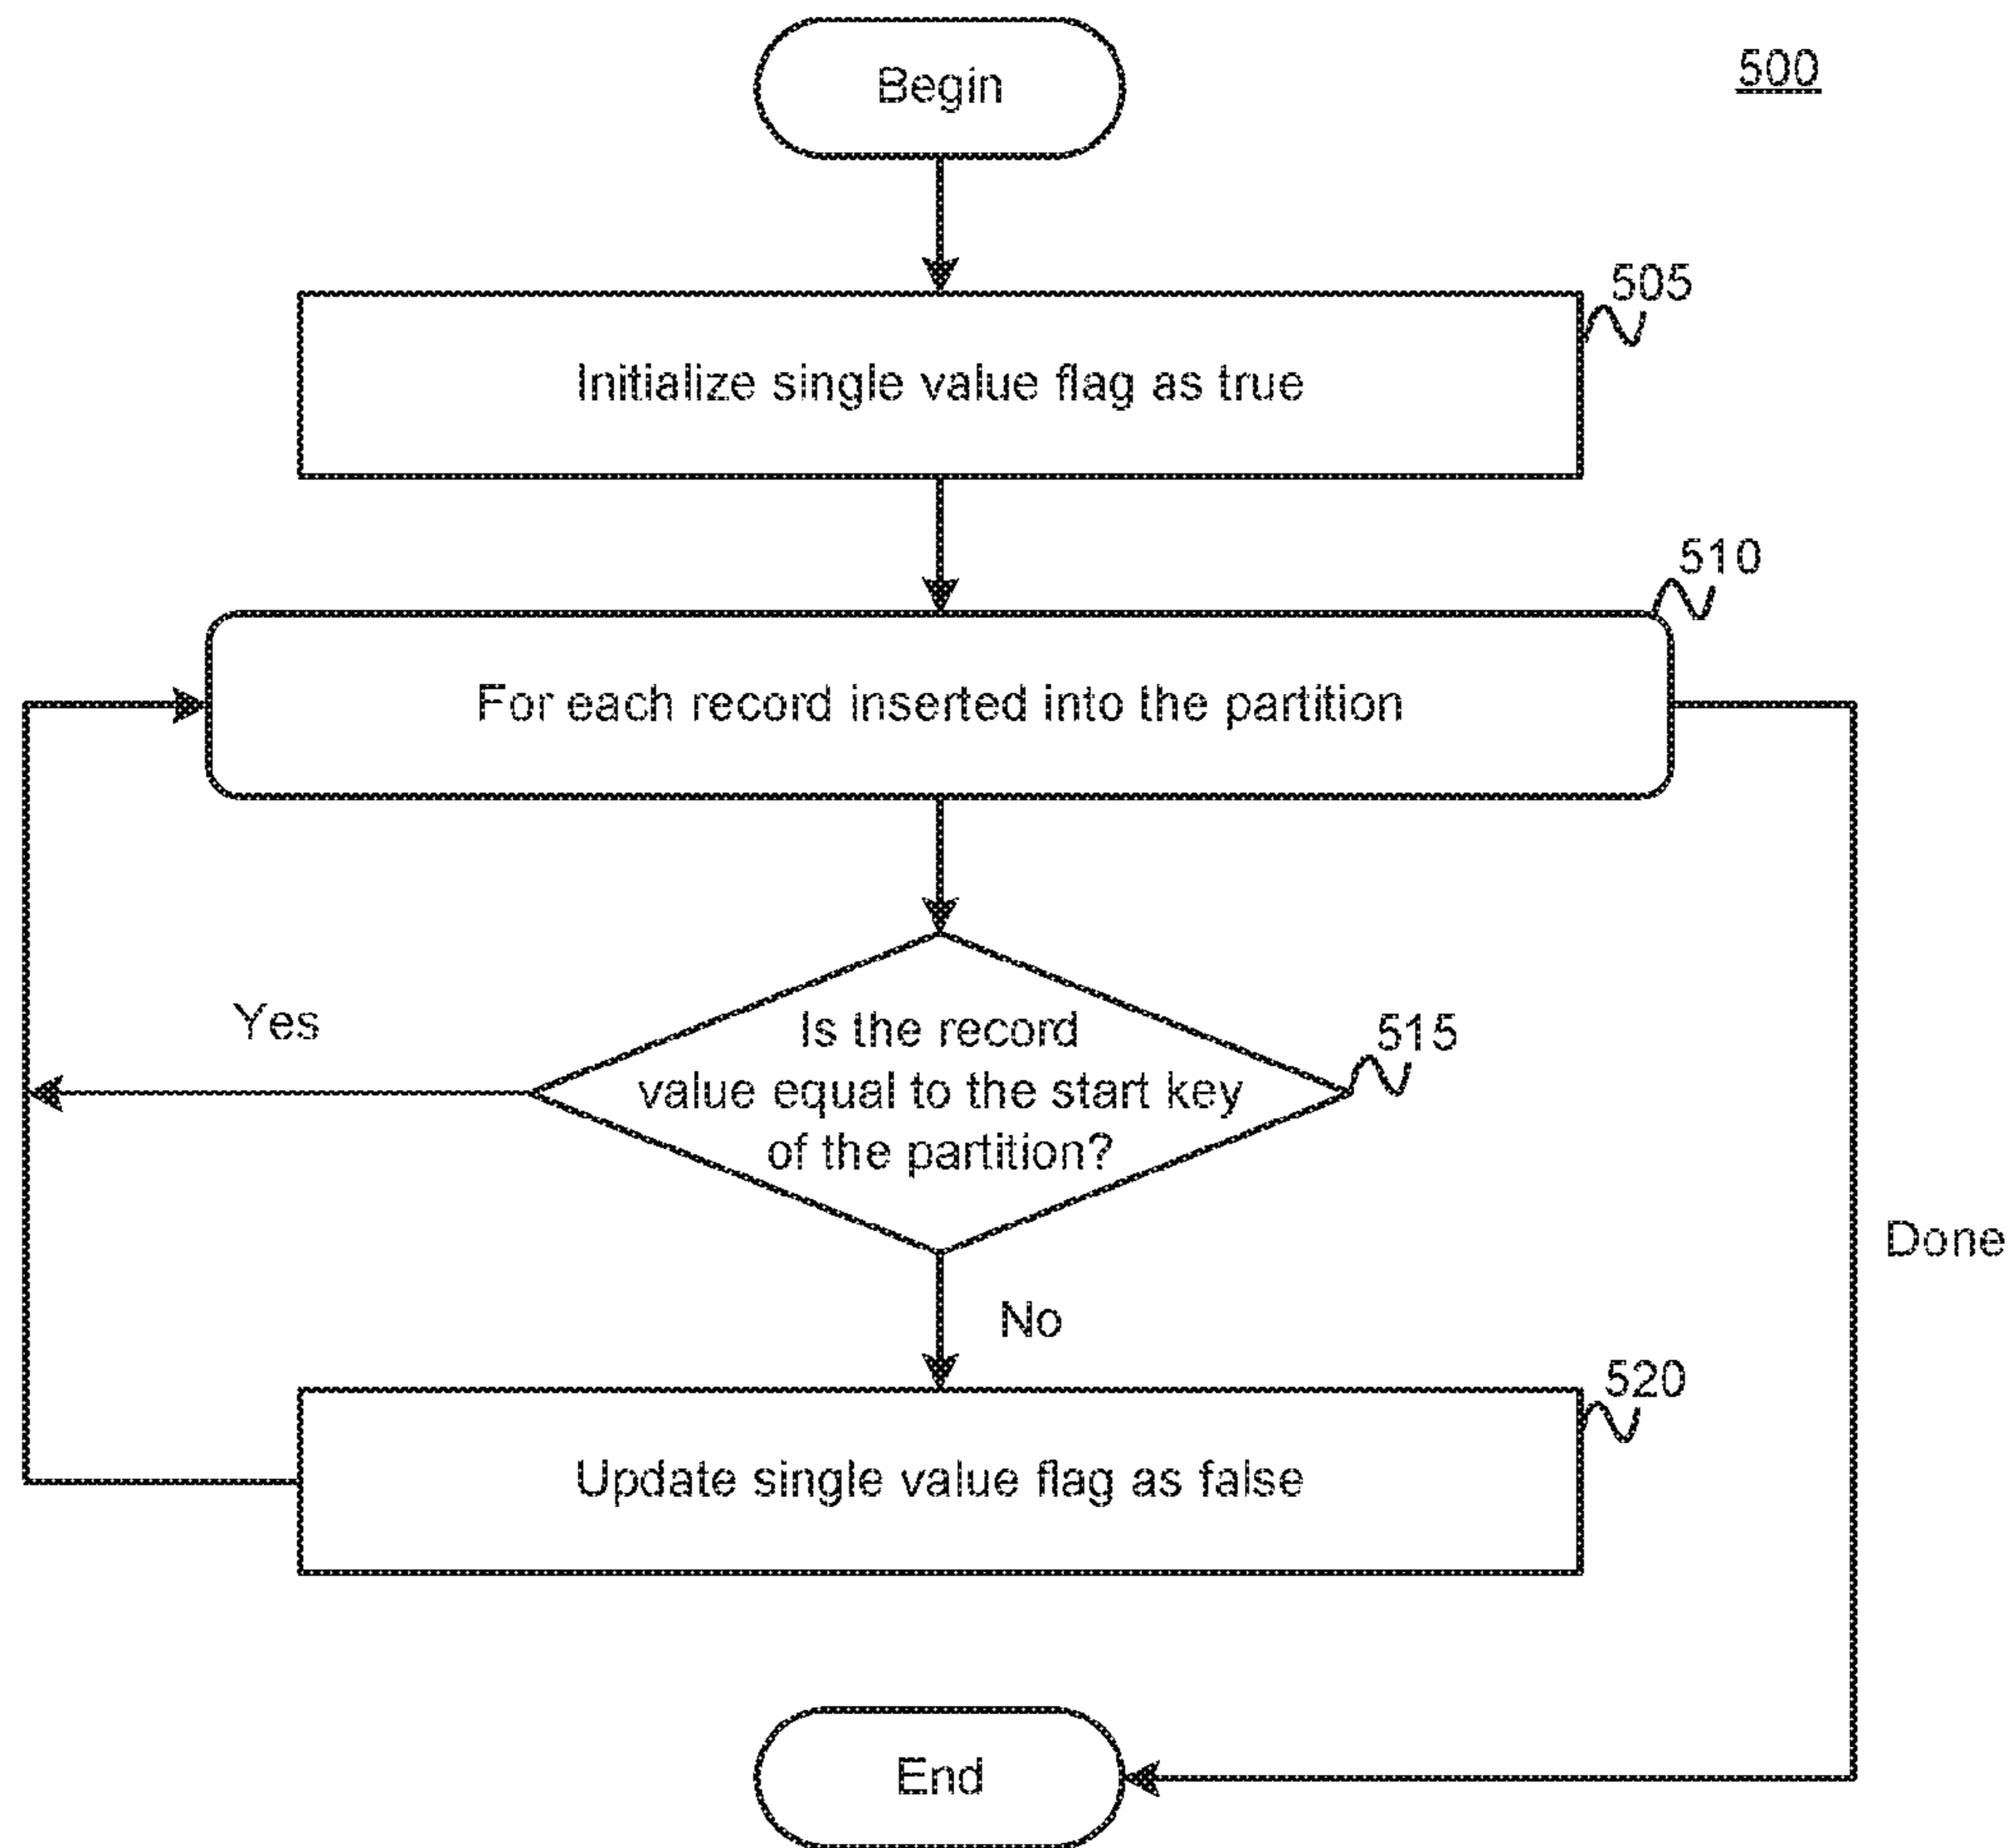 Begin
500
505
Initialize single value flag as true
510
For each record inserted into the partition
Yes
Is the record
value equal to the start key
of the partition?
515
Done
No
520
Update single value flag as false
End